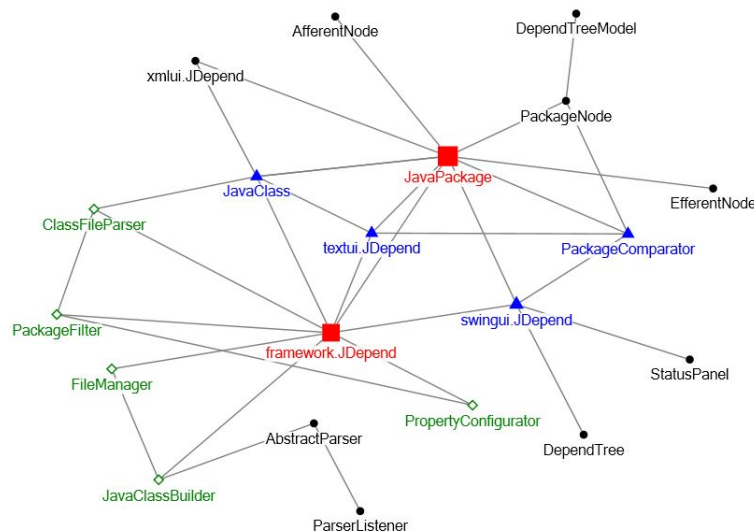 DependTreeModel
AfferentNode
xmlui.JDepend
PackageNode
JavaPackage
JavaClass
EfferentNode
ClassFileParser
textui.JDepend
PackageComparator
swingui.JDepend
PackageFilter
framework.JDepend
StatusPanel
FileManager
PropertyConfigurator
AbstractParser
DependTree
JavaClassBuilder
ParserListener